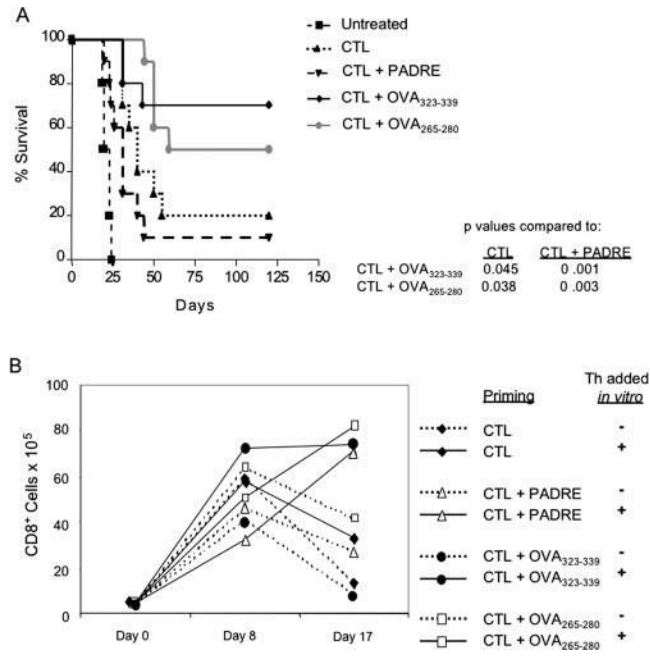 A
Untreated
CTL
CTL + PADRE
CTL + OVA323-339
CTL + OVA265-280
100
80
60
40
20
0
% Survival
0 25 50 75 100 125 150
Days
p values compared to:
CTL CTL + PADRE
CTL + OVA323-339 0.045 0 .001
CTL + OVA265-280 0.038 0 .003
B
100
80
60
40
20
0
CD8+ Cells x 10^5
Day 0 Day 8 Day 17
Th added
Priming in vitro
CTL -
CTL +
CTL + PADRE -
CTL + PADRE +
CTL + OVA323-339 -
CTL + OVA323-339 +
CTL + OVA265-280 -
CTL + OVA265-280 +